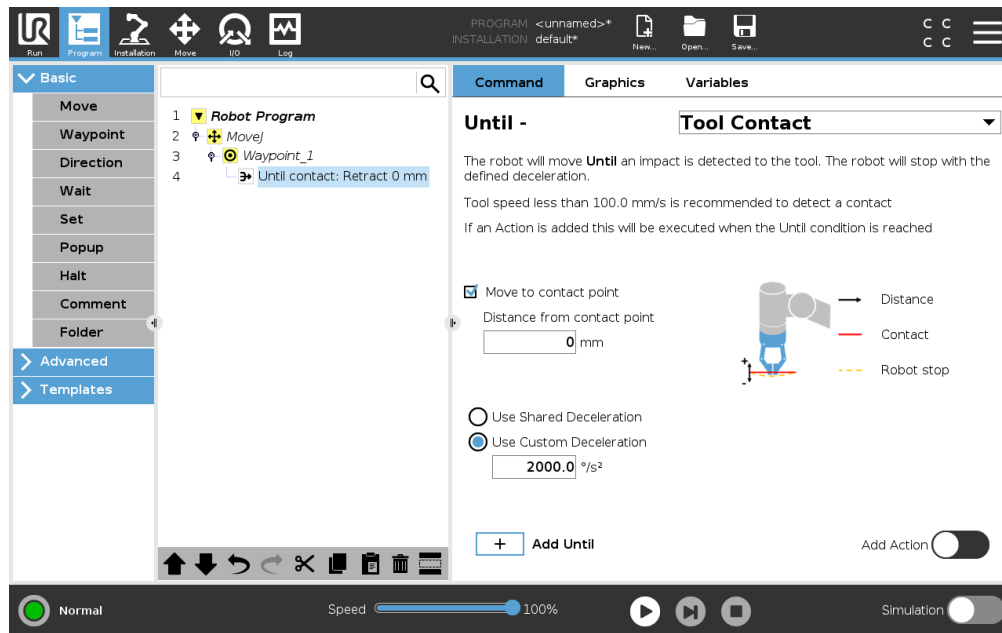 UR
PROGRAM <unnamed>*
INSTALLATION default*
Run Program Installation Move I/O Log New... Open... Save...
C C
C C
Basic
Move
Waypoint
Direction
Wait
Set
Popup
Halt
Comment
Folder
Advanced
Templates
1 Robot Program
2 MoveJ
3 Waypoint_1
4 Until contact: Retract 0 mm
Command Graphics Variables
Until - Tool Contact
The robot will move Until an impact is detected to the tool. The robot will stop with the
defined deceleration.
Tool speed less than 100.0 mm/s is recommended to detect a contact
If an Action is added this will be executed when the Until condition is reached
Move to contact point
Distance from contact point
0 mm
+
-
Distance
Contact
Robot stop
Use Shared Deceleration
Use Custom Deceleration
2000.0 °/s²
+ Add Until
Add Action
Normal
Speed 100%
Simulation